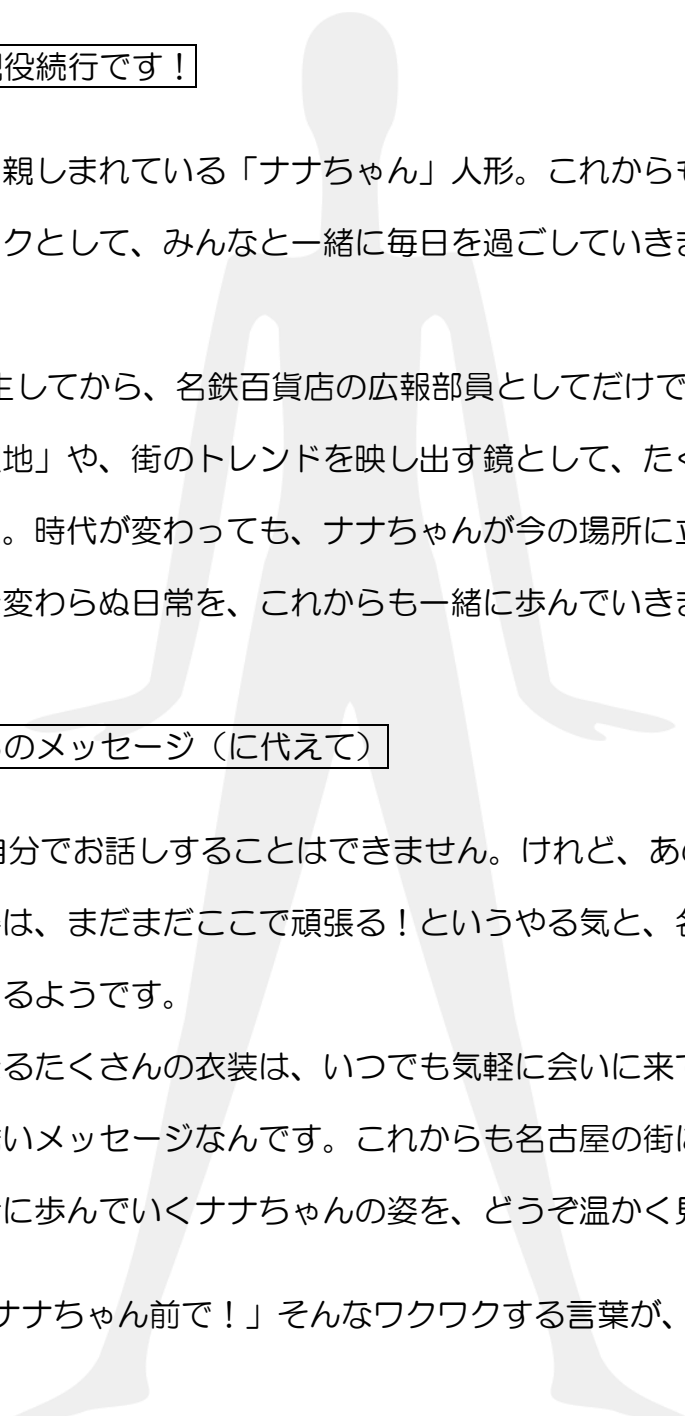 役続行です！
親しまれている「ナナちゃん」人形。これからも
クとして、みんなと一緒に毎日を過ごしていきま
生してから、名鉄百貨店の広報部員としてだけで
地」や、街のトレンドを映し出す鏡として、たく
。時代が変わっても、ナナちゃんが今の場所に立
変わらぬ日常を、これからも一緒に歩んでいきま
のメッセージ（に代えて）
自分でお話しすることはできません。けれど、あの
は、まだまだここで頑張る！というやる気と、名
るようです。
るたくさんの衣装は、いつでも気軽に会いに来て
いメッセージなんです。これからも名古屋の街に
に歩んでいくナナちゃんの姿を、どうぞ温かく見
ナナちゃん前で！」そんなワクワクする言葉が、